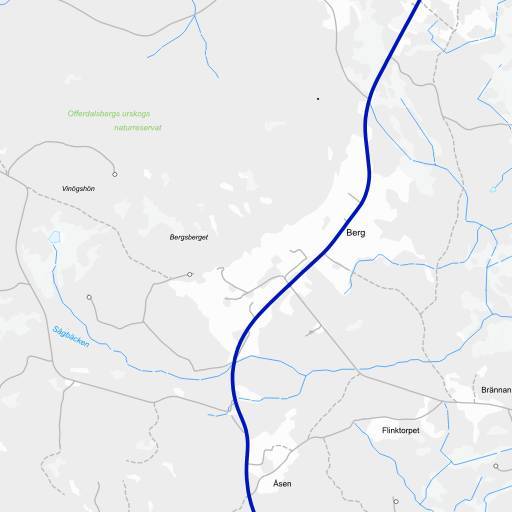 Offerdalsbergs urskogs
naturreservat
Vinögshön
Bergsberget
Berg
Sågbäcken
Brännan
Flinktorpet
Åsen